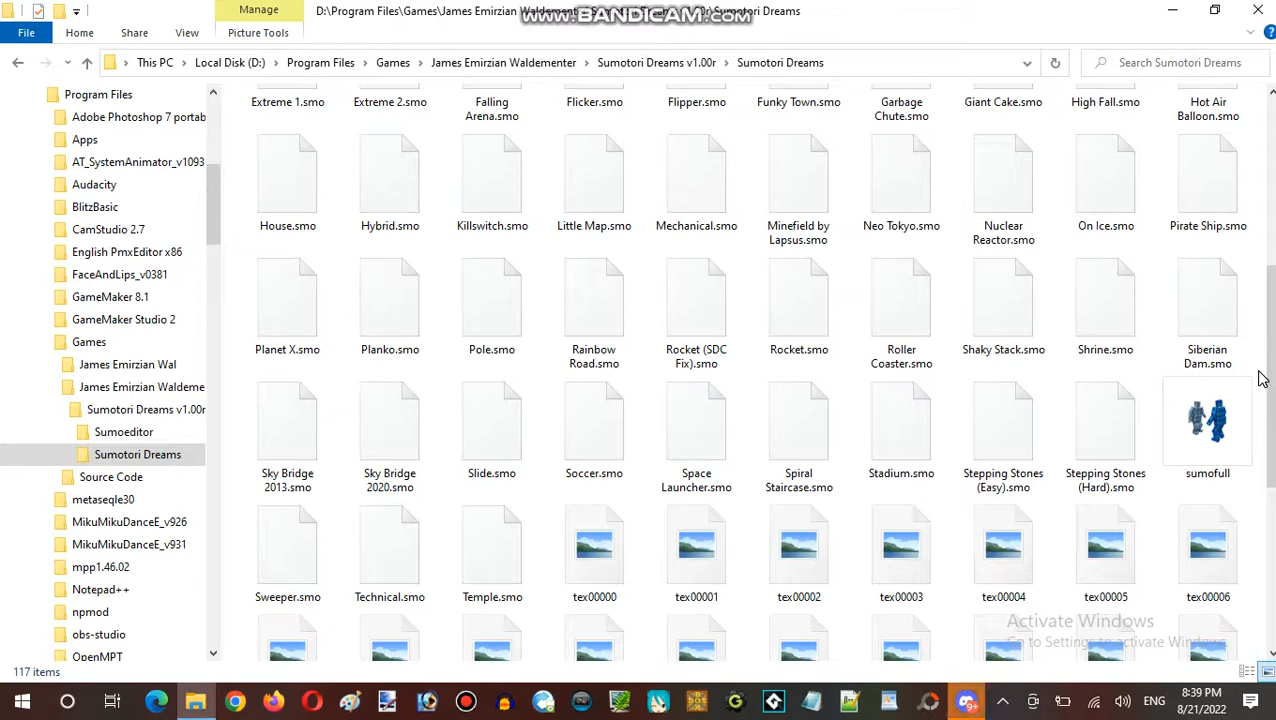 Manage
D:\Program Files\Games\James Emirzian Waldementer\Sumotori Dreams v1.00r\Sumotori Dreams
www.BANDICAM.com
File
Home
Share
View
Picture Tools
This PC > Local Disk (D:) > Program Files > Games > James Emirzian Waldementer > Sumotori Dreams v1.00r > Sumotori Dreams
Search Sumotori Dreams
Program Files
Adobe Photoshop 7 portab
Apps
AT_SystemAnimator_v1093
Audacity
BlitzBasic
CamStudio 2.7
English PmxEditor x86
FaceAndLips_v0381
GameMaker 8.1
GameMaker Studio 2
Games
James Emirzian Wal
James Emirzian Waldeme
Sumotori Dreams v1.00r
Sumoeditor
Sumotori Dreams
Source Code
metaseqle30
MikuMikuDanceE_v926
MikuMikuDanceE_v931
mpp1.46.02
Notepad++
npmod
obs-studio
OpenMPT
Extreme 1.smo
Extreme 2.smo
Falling
Arena.smo
Flicker.smo
Flipper.smo
Funky Town.smo
Garbage
Chute.smo
Giant Cake.smo
High Fall.smo
Hot Air
Balloon.smo
House.smo
Hybrid.smo
Killswitch.smo
Little Map.smo
Mechanical.smo
Minefield by
Lapsus.smo
Neo Tokyo.smo
Nuclear
Reactor.smo
On Ice.smo
Pirate Ship.smo
Planet X.smo
Planko.smo
Pole.smo
Rainbow
Road.smo
Rocket (SDC
Fix).smo
Rocket.smo
Roller
Coaster.smo
Shaky Stack.smo
Shrine.smo
Siberian
Dam.smo
Sky Bridge
2013.smo
Sky Bridge
2020.smo
Slide.smo
Soccer.smo
Space
Launcher.smo
Spiral
Staircase.smo
Stadium.smo
Stepping Stones
(Easy).smo
Stepping Stones
(Hard).smo
sumofull
Sweeper.smo
Technical.smo
Temple.smo
tex00000
tex00001
tex00002
tex00003
tex00004
tex00005
tex00006
Activate Windows
Go to Settings to activate Windows.
117 items
9+
ENG
8:39 PM
8/21/2022